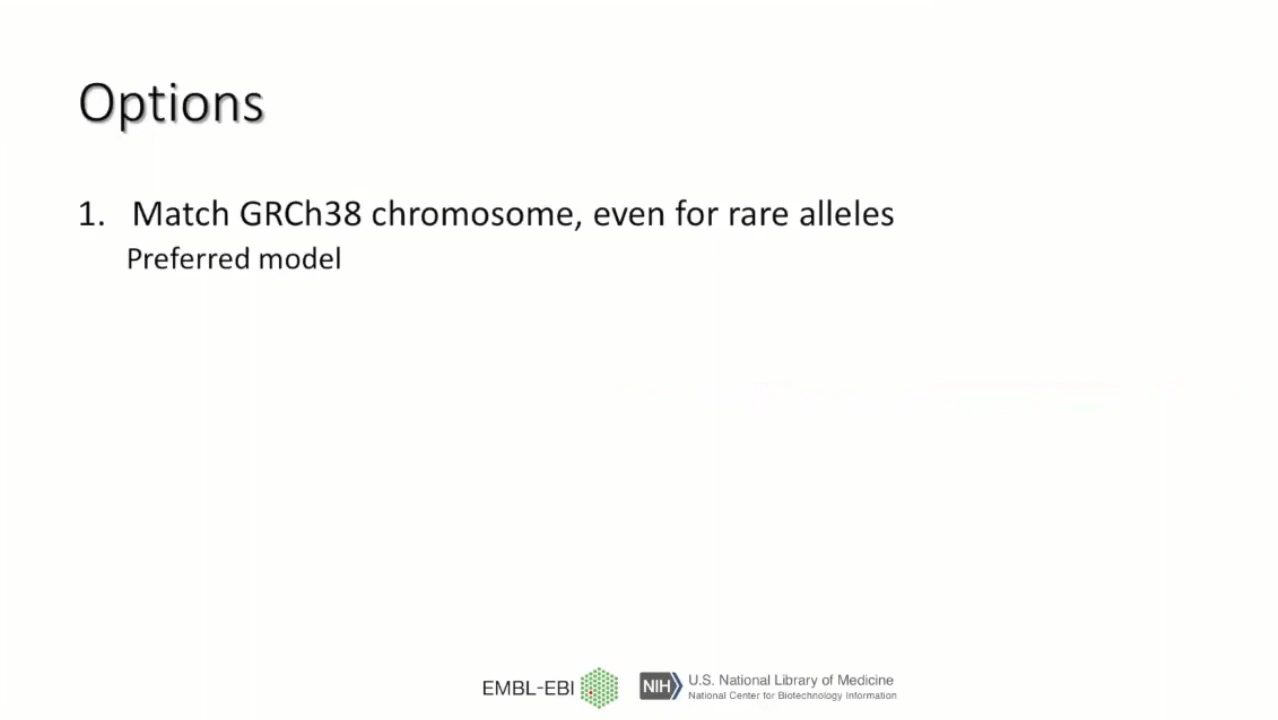 Options
1. Match GRCh38 chromosome, even for rare alleles
Preferred model
EMBL-EBI
NIH
U.S. National Library of Medicine
National Center for Biotechnology Information